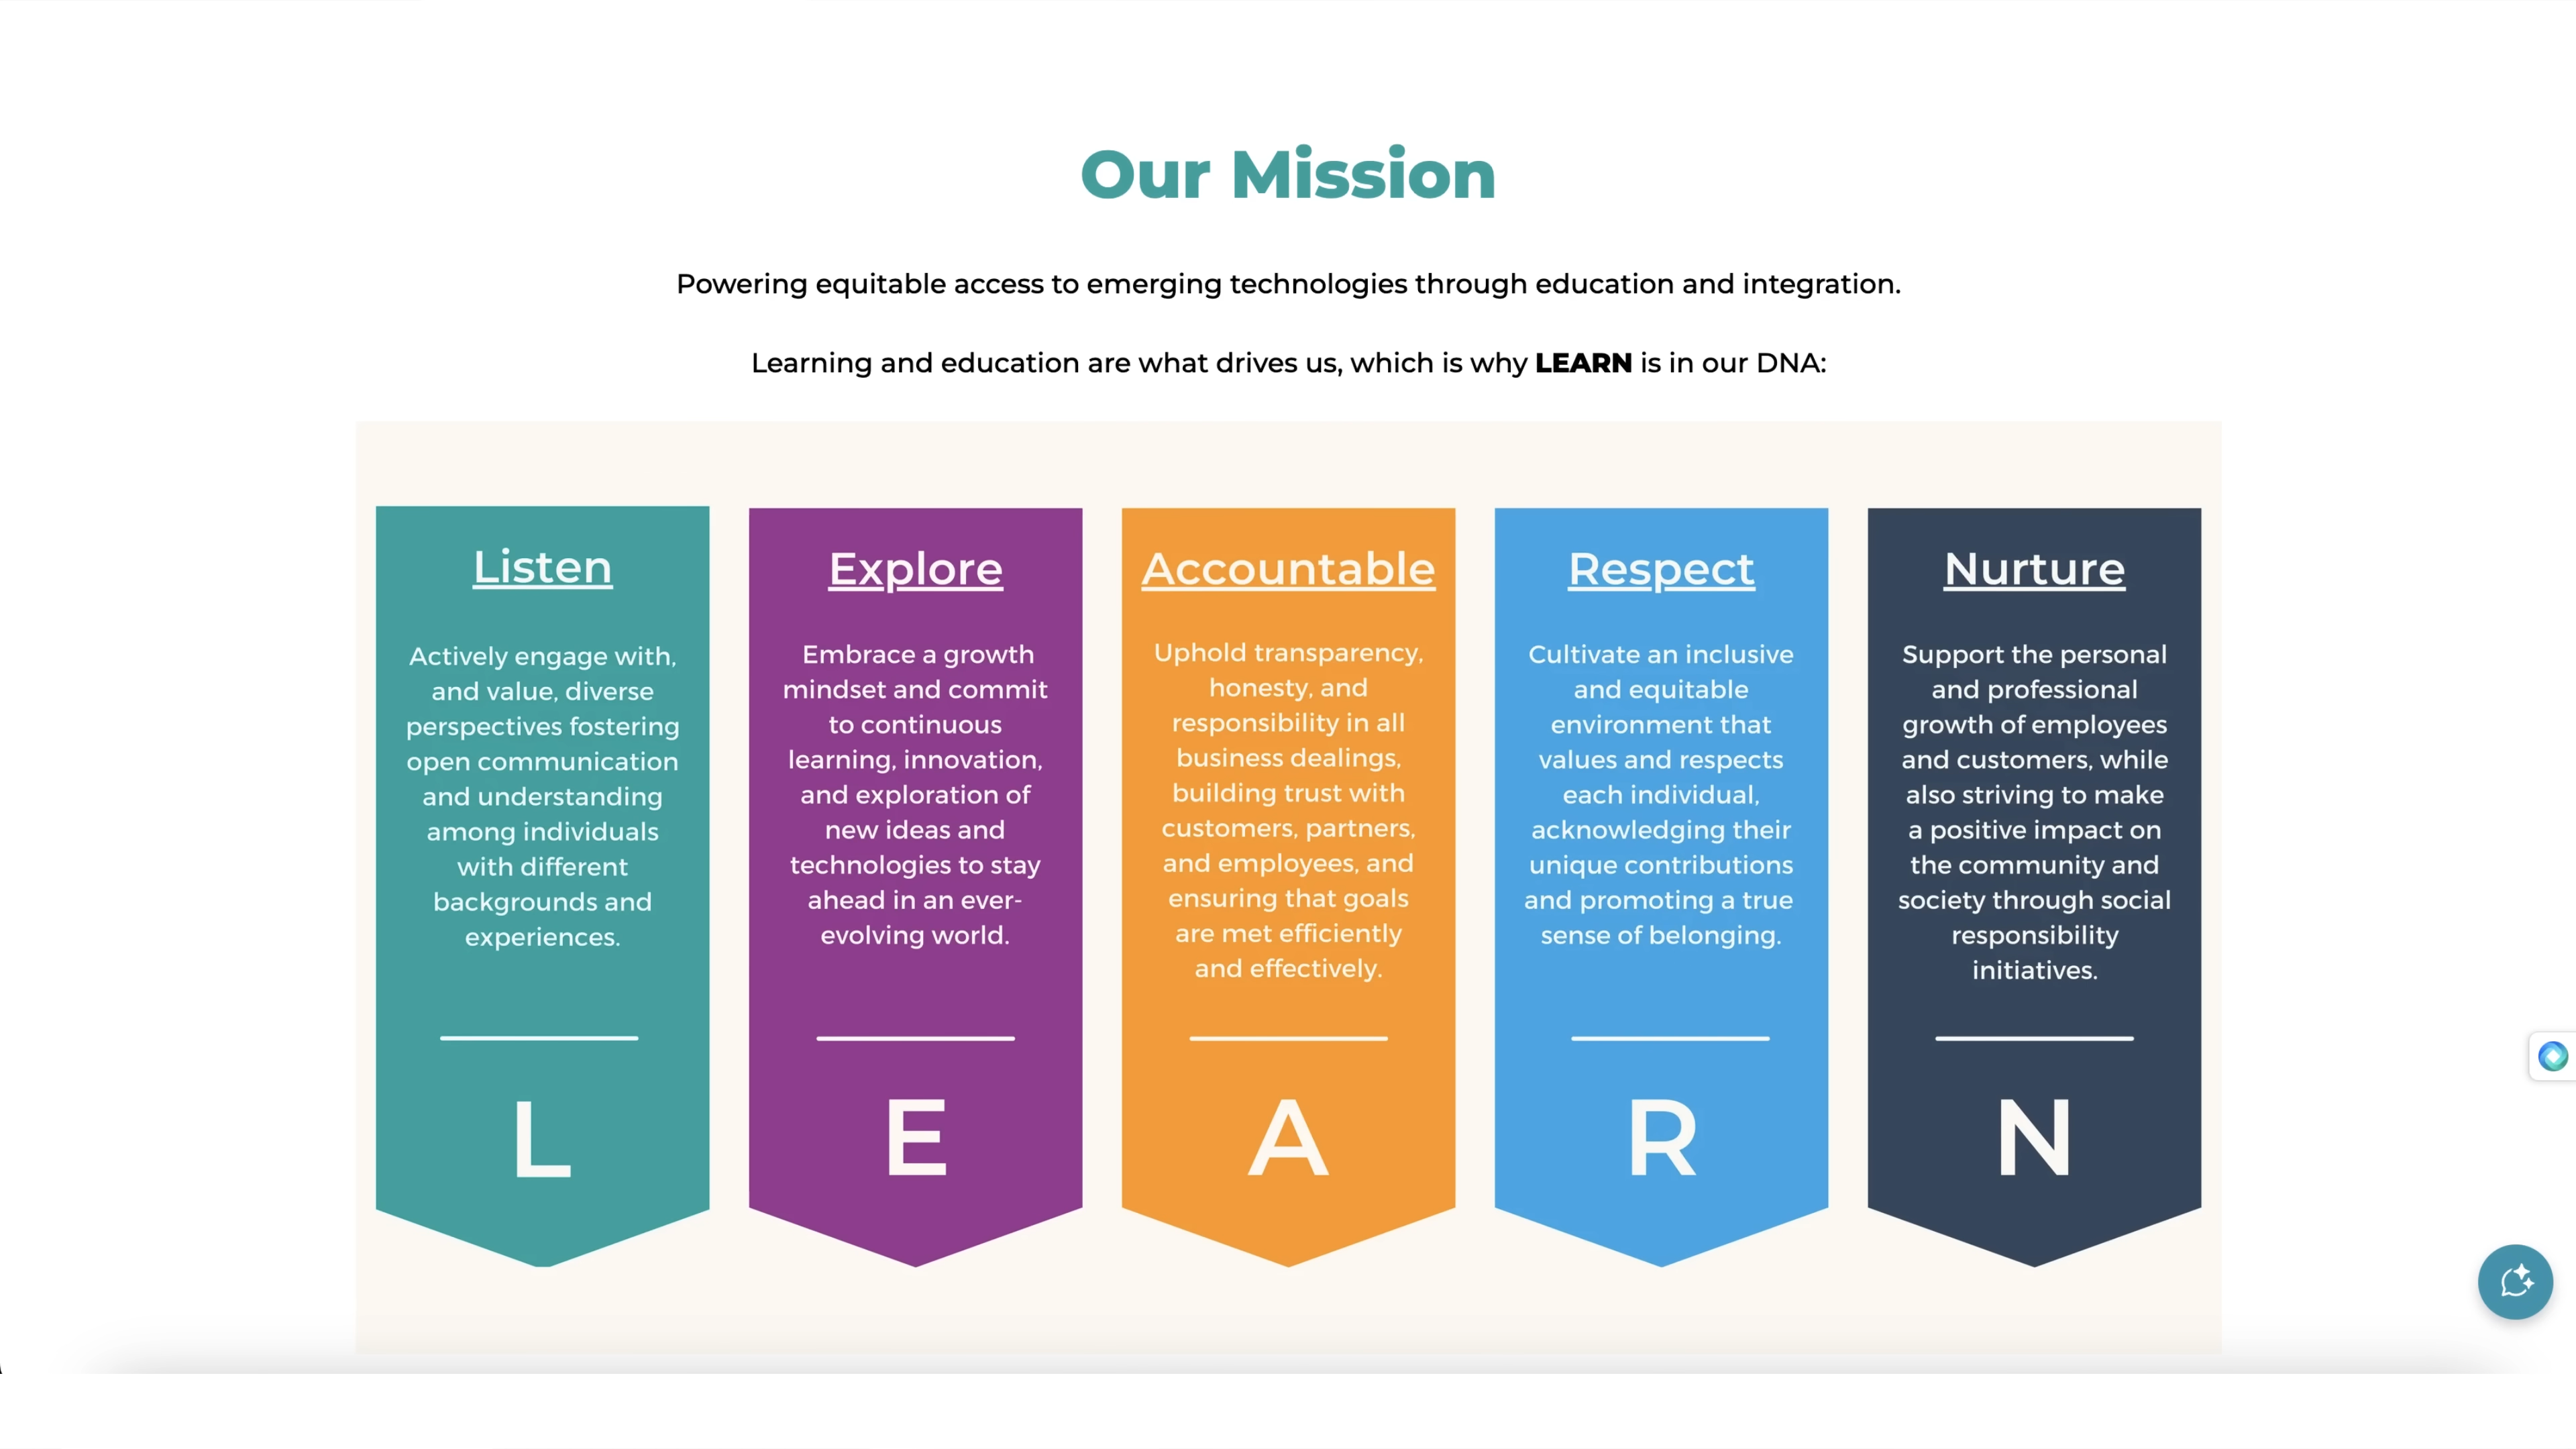 Our Mission
Powering equitable access to emerging technologies through education and integration.
Learning and education are what drives us, which is why LEARN is in our DNA:
Listen
Actively engage with,
and value, diverse
perspectives fostering
open communication
and understanding
among individuals
with different
backgrounds and
experiences.
L
Explore
Embrace a growth
mindset and commit
to continuous
learning, innovation,
and exploration of
new ideas and
technologies to stay
ahead in an ever-
evolving world.
E
Accountable
Uphold transparency,
honesty, and
responsibility in all
business dealings,
building trust with
customers, partners,
and employees, and
ensuring that goals
are met efficiently
and effectively.
A
Respect
Cultivate an inclusive
and equitable
environment that
values and respects
each individual,
acknowledging their
unique contributions
and promoting a true
sense of belonging.
R
Nurture
Support the personal
and professional
growth of employees
and customers, while
also striving to make
a positive impact on
the community and
society through social
responsibility
initiatives.
N